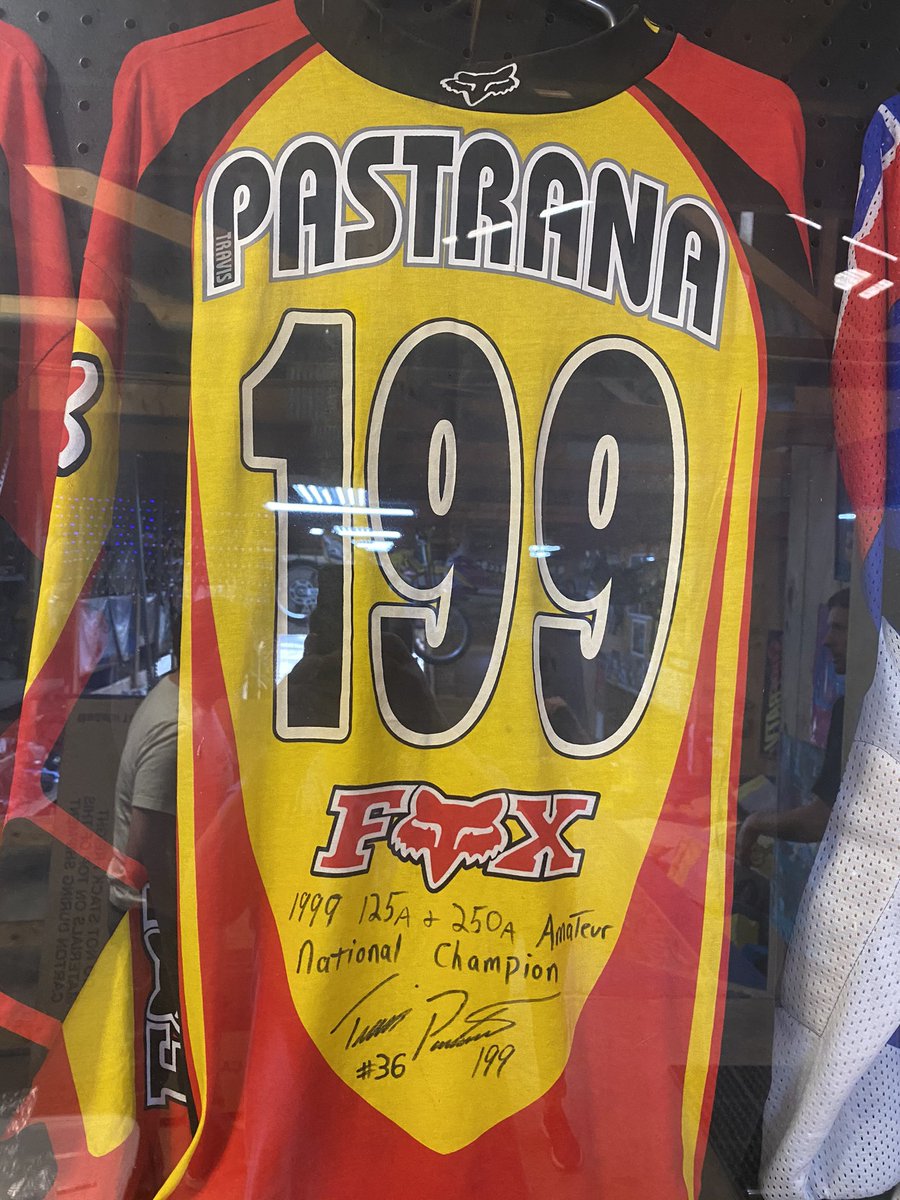 PASTRANA
TRAVIS
199
FOX
1999 125A & 250A Amateur
National Champion
Travis Pastrana
#36 199